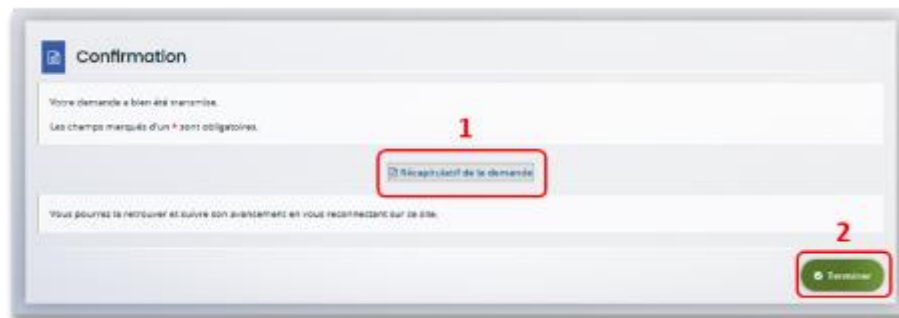 Confirmation
Votre demande a bien été transmise.
Les champs marqués d'un * sont obligatoires.
1
Récapitulatif de la demande
Vous pourrez la retrouver et suivre son avancement en vous reconnectant sur ce site.
2
Terminer